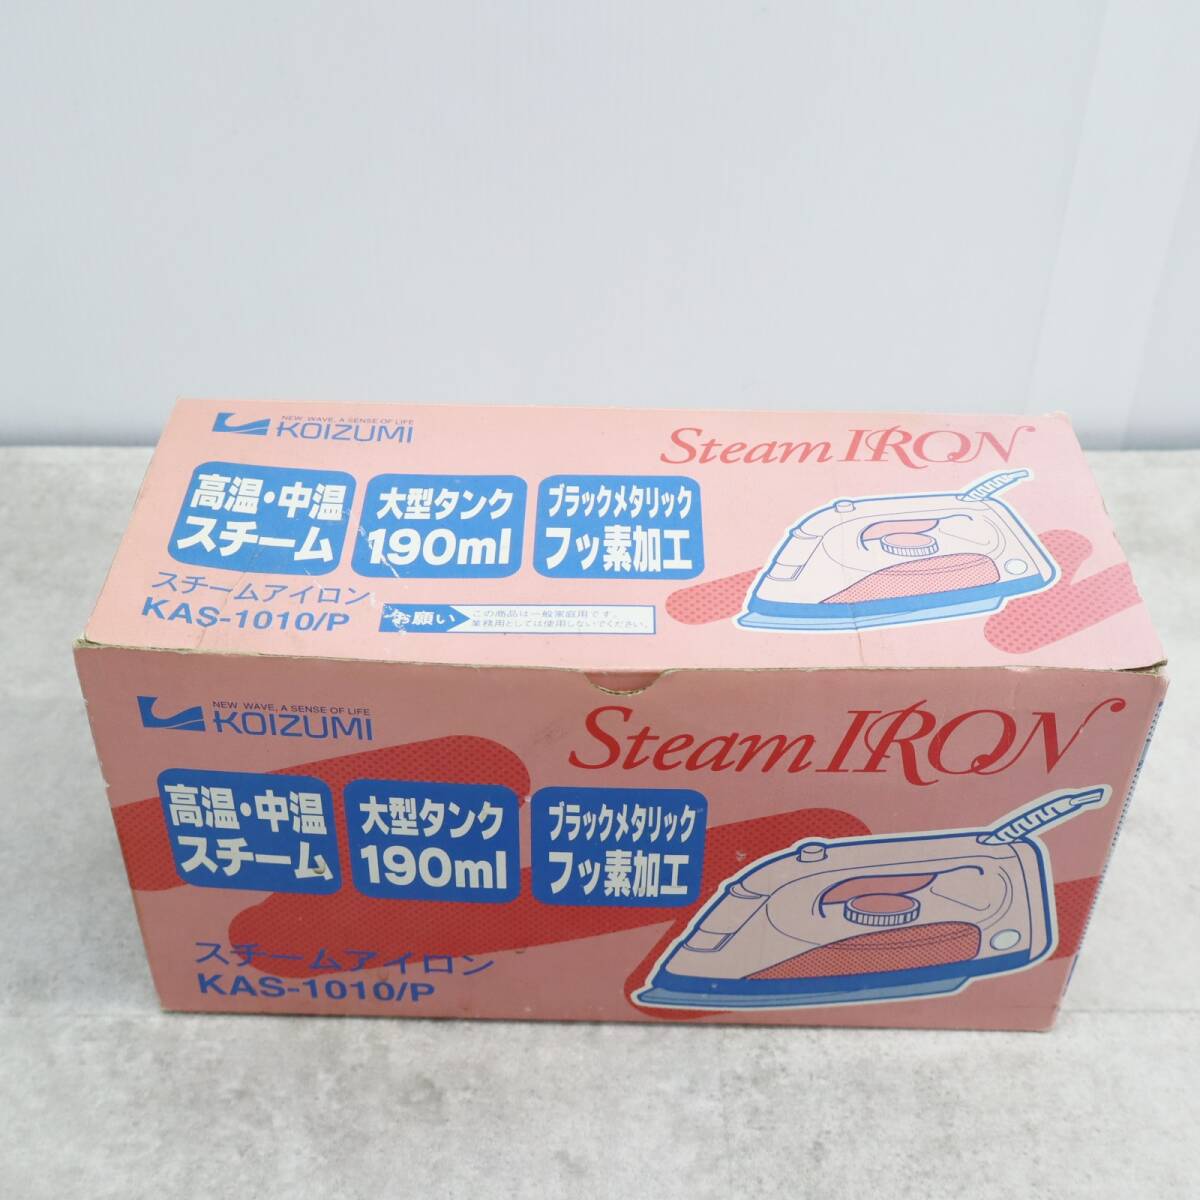 NEW WAVE, A SENSE OF LIFE
KOIZUMI
Steam IRON
高温・中温
スチーム
大型タンク
190ml
ブラックメタリック
フッ素加工
スチームアイロン
KAS-1010/P
お願い
この商品は一般家庭用です。
業務用としては使用しないでください。
NEW WAVE, A SENSE OF LIFE
KOIZUMI
Steam IRON
高温・中温
スチーム
大型タンク
190ml
ブラックメタリック
フッ素加工
スチームアイロン
KAS-1010/P